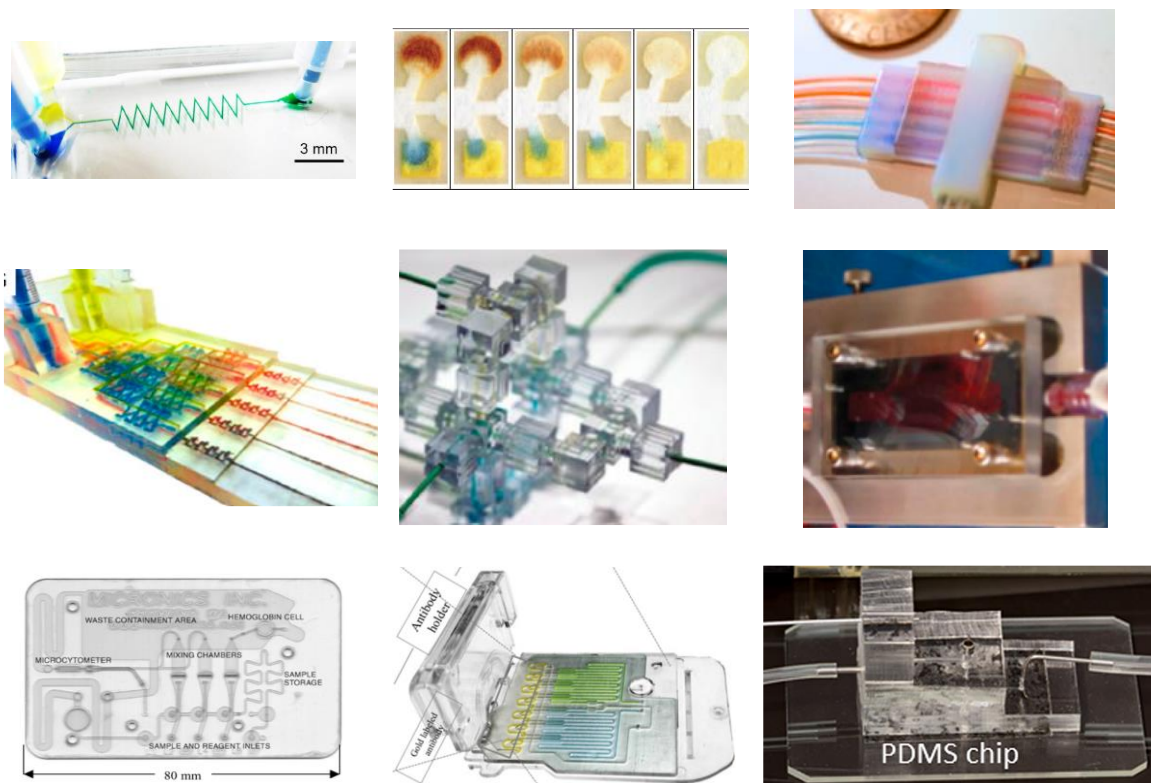 3 mm
MICRONICS INC.
WASTE CONTAINMENT AREA
HEMOGLOBIN CELL
MICROCYTOMETER
MIXING CHAMBERS
SAMPLE
STORAGE
SAMPLE AND REAGENT INLETS
80 mm
Antibody
holder
Gold labeled
antibody
PDMS chip